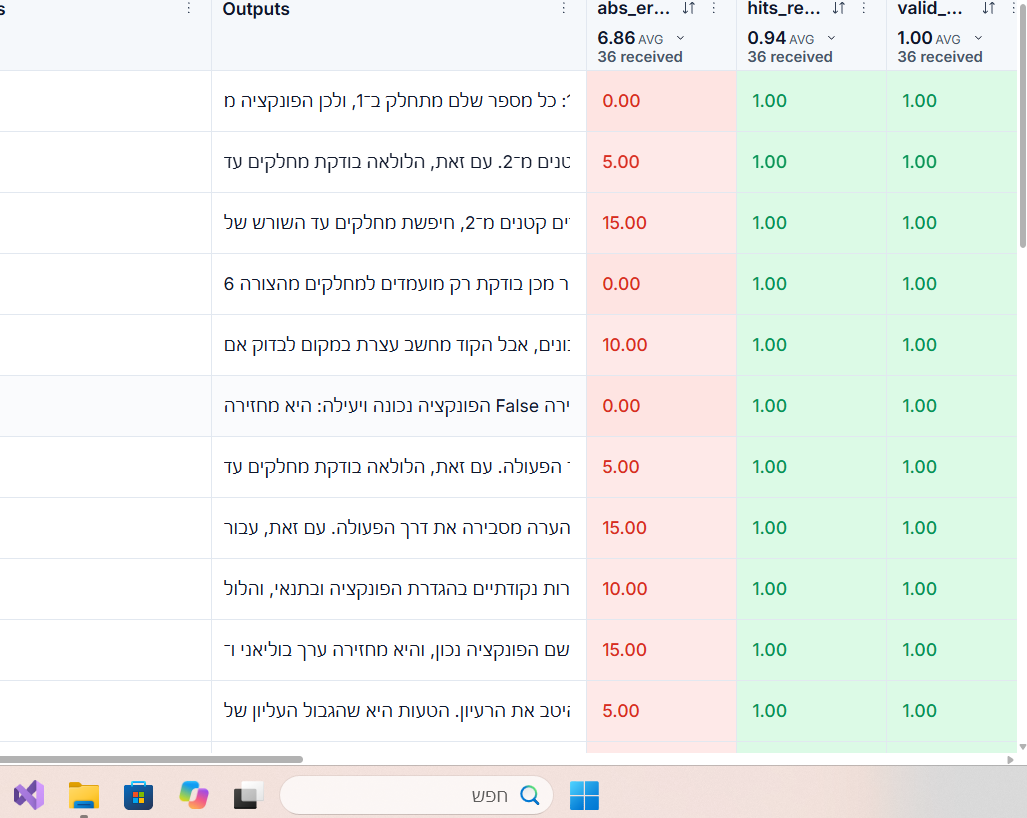 s
Outputs
abs_er...
hits_re...
valid_...
6.86 AVG
0.94 AVG
1.00 AVG
36 received
36 received
36 received
: כל מספר שלם מתחלק ב־1, ולכן הפונקציה מ
0.00
1.00
1.00
טנים מ־2. עם זאת, הלולאה בודקת מחלקים עד
5.00
1.00
1.00
ים קטנים מ־2, חיפשת מחלקים עד השורש של
15.00
1.00
1.00
ר מכן בודקת רק מועמדים למחלקים מהצורה 6
0.00
1.00
1.00
ונים, אבל הקוד מחשב עצרת במקום לבדוק אם
10.00
1.00
1.00
ירה False הפונקציה נכונה ויעילה: היא מחזירה
0.00
1.00
1.00
הפעולה. עם זאת, הלולאה בודקת מחלקים עד
5.00
1.00
1.00
הערה מסבירה את דרך הפעולה. עם זאת, עבור
15.00
1.00
1.00
רות נקודתיים בהגדרת הפונקציה ובתנאי, והלול
10.00
1.00
1.00
שם הפונקציה נכון, והיא מחזירה ערך בוליאני ו־
15.00
1.00
1.00
היטב את הרעיון. הטעות היא שהגבול העליון של
5.00
1.00
1.00
חפש